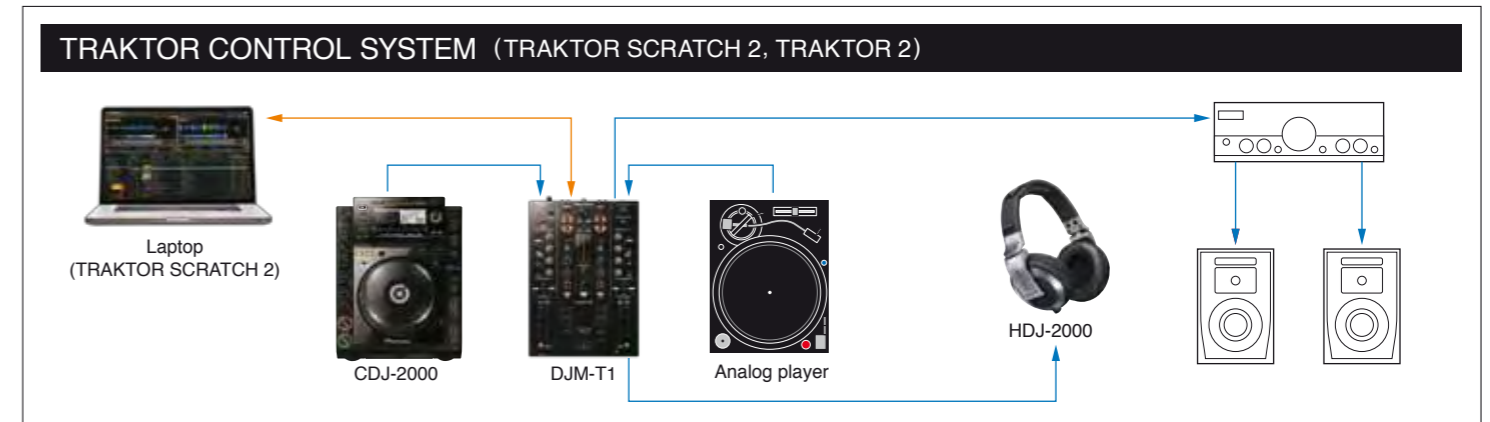 TRAKTOR CONTROL SYSTEM (TRAKTOR SCRATCH 2, TRAKTOR 2)
Laptop
(TRAKTOR SCRATCH 2)
CDJ-2000
DJM-T1
Analog player
HDJ-2000